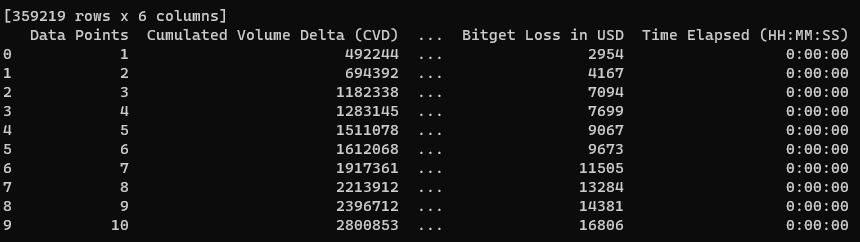 [359219 rows x 6 columns]
Data Points Cumulated Volume Delta (CVD) ... Bitget Loss in USD Time Elapsed (HH:MM:SS)
0 1 492244 ... 2954 0:00:00
1 2 694392 ... 4167 0:00:00
2 3 1182338 ... 7094 0:00:00
3 4 1283145 ... 7699 0:00:00
4 5 1511078 ... 9067 0:00:00
5 6 1612068 ... 9673 0:00:00
6 7 1917361 ... 11505 0:00:00
7 8 2213912 ... 13284 0:00:00
8 9 2396712 ... 14381 0:00:00
9 10 2800853 ... 16806 0:00:00